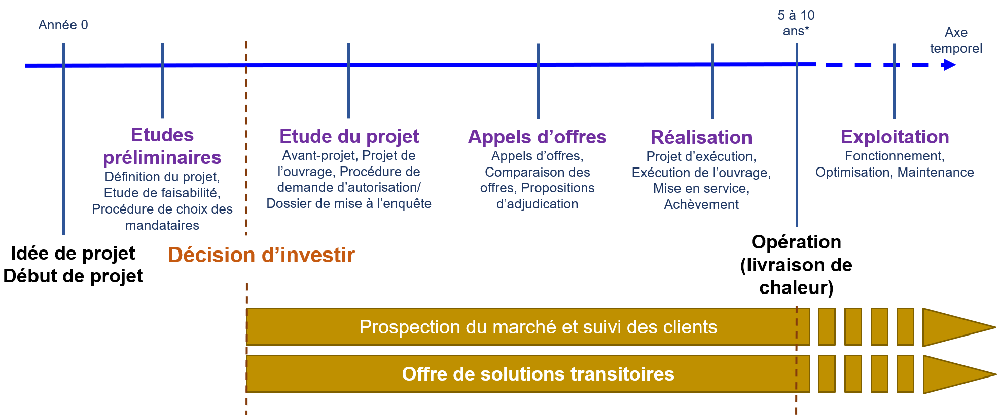 Année 0
5 à 10
ans*
Axe
temporel
Etudes
préliminaires
Définition du projet,
Etude de faisabilité,
Procédure de choix des
mandataires
Etude du projet
Avant-projet, Projet de
l’ouvrage, Procédure de
demande d’autorisation/
Dossier de mise à l’enquête
Appels d’offres
Appels d’offres,
Comparaison des
offres, Propositions
d’adjudication
Réalisation
Projet d’exécution,
Exécution de l’ouvrage,
Mise en service,
Achèvement
Exploitation
Fonctionnement,
Optimisation, Maintenance
Idée de projet
Début de projet
Décision d’investir
Opération
(livraison de
chaleur)
Prospection du marché et suivi des clients
Offre de solutions transitoires